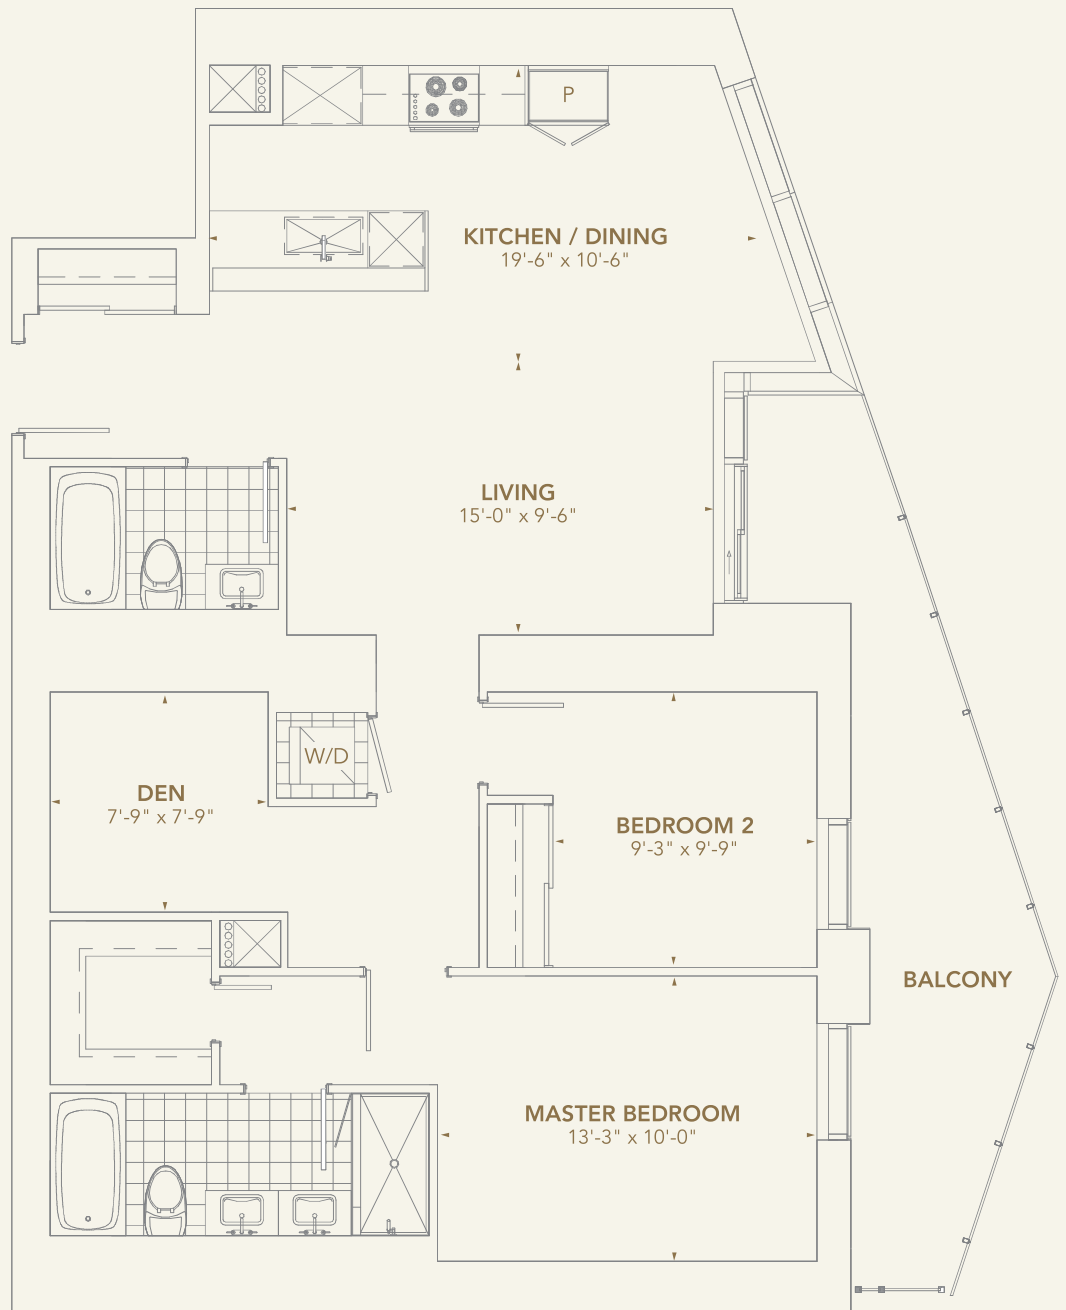 P
KITCHEN / DINING
19'-6" x 10'-6"
LIVING
15'-0" x 9'-6"
W/D
DEN
7'-9" x 7'-9"
BEDROOM 2
9'-3" x 9'-9"
BALCONY
MASTER BEDROOM
13'-3" x 10'-0"